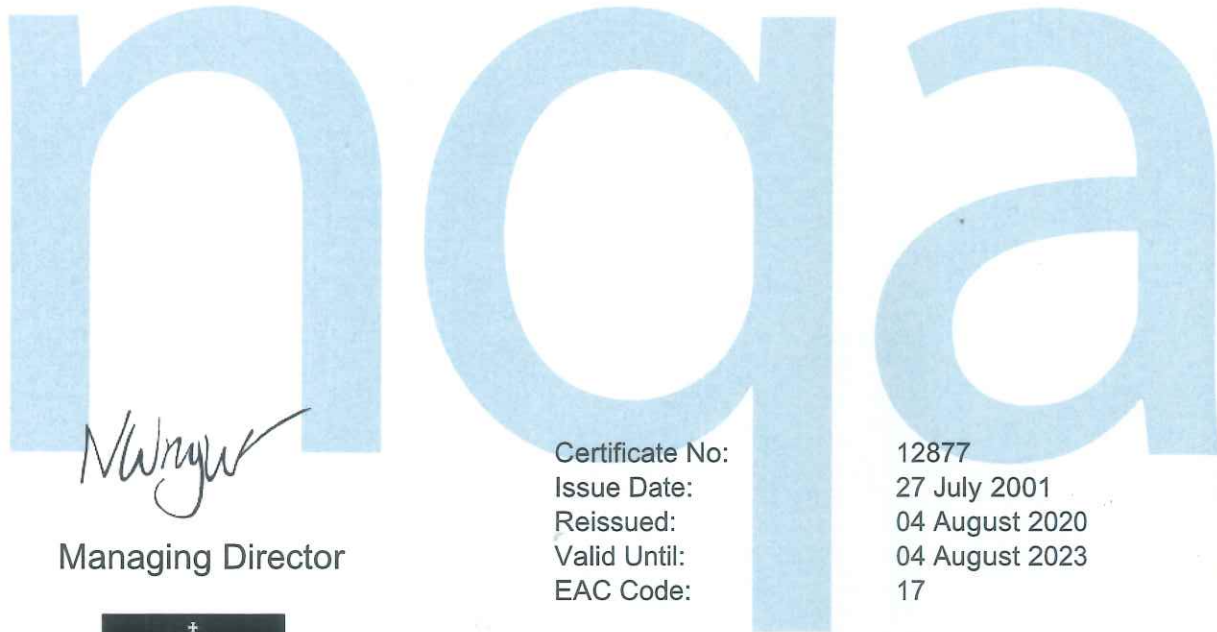 nqa
Certificate No: 12877
Issue Date: 27 July 2001
Reissued: 04 August 2020
Valid Until: 04 August 2023
EAC Code: 17
Managing Director